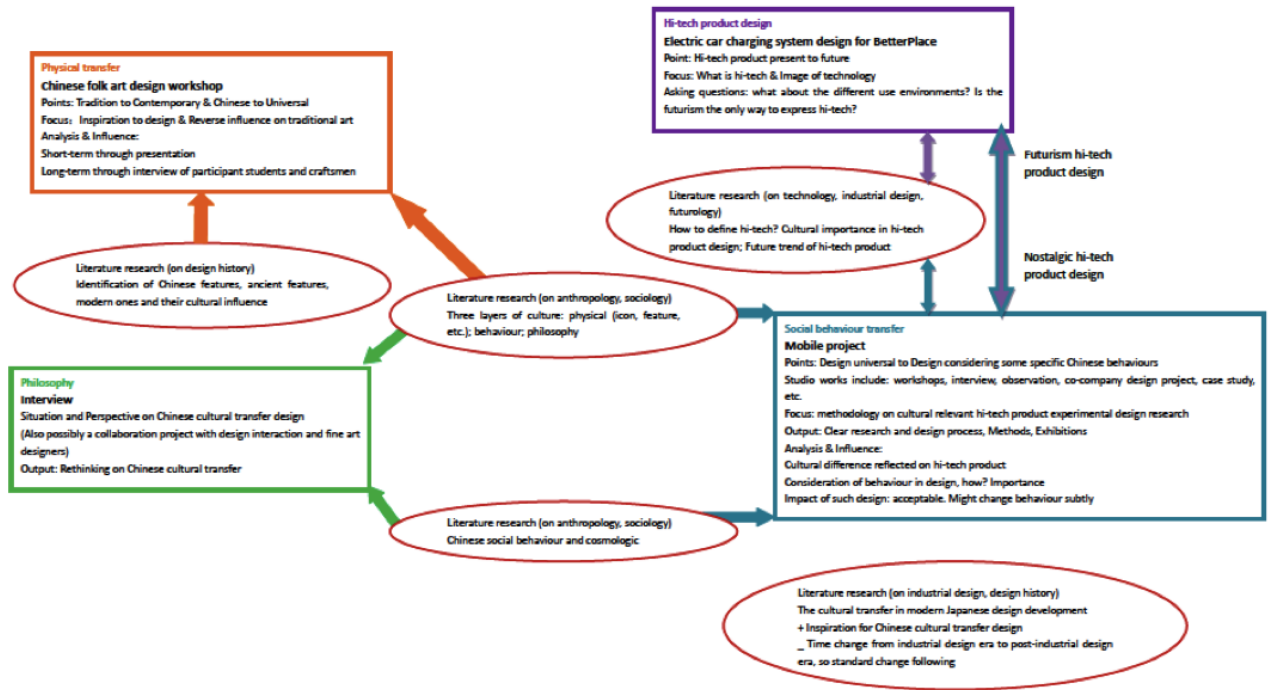 Physical transfer
Chinese folk art design workshop
Points: Tradition to Contemporary & Chinese to Universal
Focus: Inspiration to design & Reverse influence on traditional art
Analysis & Influence:
Short-term through presentation
Long-term through interview of participant students and craftsmen
Hi-tech product design
Electric car charging system design for BetterPlace
Point: Hi-tech product present to future
Focus: What is hi-tech & Image of technology
Asking questions: what about the different use environments? Is the
futurism the only way to express hi-tech?
Futurism hi-tech
product design
Nostalgic hi-tech
product design
Literature research (on technology, industrial design,
futurology)
How to define hi-tech? Cultural importance in hi-tech
product design; Future trend of hi-tech product
Literature research (on design history)
Identification of Chinese features, ancient features,
modern ones and their cultural influence
Literature research (on anthropology, sociology)
Three layers of culture: physical (icon, feature,
etc.); behaviour; philosophy
Social behaviour transfer
Mobile project
Points: Design universal to Design considering some specific Chinese behaviours
Studio works include: workshops, interview, observation, co-company design project, case study,
etc.
Focus: methodology on cultural relevant hi-tech product experimental design research
Output: Clear research and design process, Methods, Exhibitions
Analysis & Influence:
Cultural difference reflected on hi-tech product
Consideration of behaviour in design, how? Importance
Impact of such design: acceptable. Might change behaviour subtly
Philosophy
Interview
Situation and Perspective on Chinese cultural transfer design
(Also possibly a collaboration project with design interaction and fine art
designers)
Output: Rethinking on Chinese cultural transfer
Literature research (on anthropology, sociology)
Chinese social behaviour and cosmologic
Literature research (on industrial design, design history)
The cultural transfer in modern Japanese design development
+ Inspiration for Chinese cultural transfer design
_ Time change from industrial design era to post-industrial design
era, so standard change following